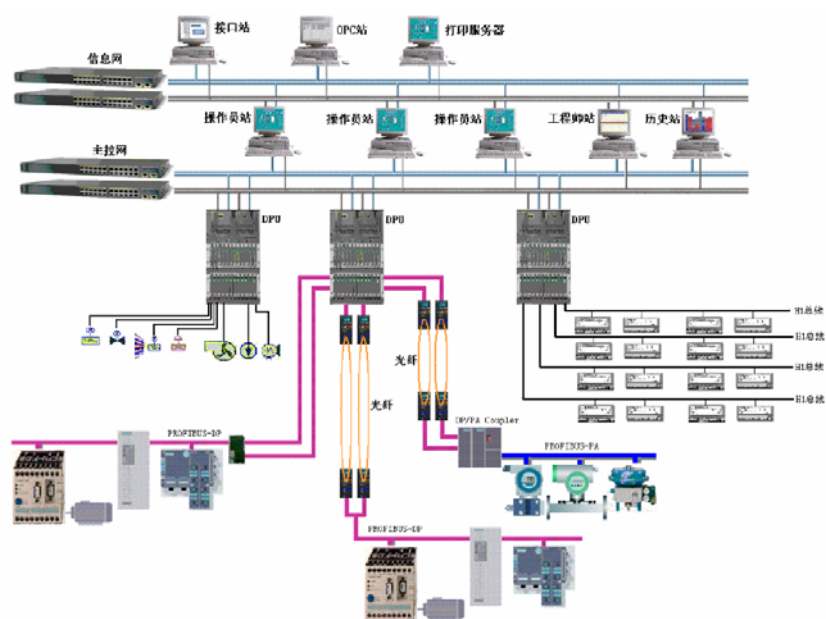 接口站
OPC站
打印服务器
信息网
操作员站
操作员站
操作员站
工程师站
历史站
主控网
DPU
DPU
DPU
H1总线
H1总线
H1总线
H1总线
光纤
光纤
DP/PA Coupler
PROFIBUS-DP
PROFIBUS-PA
PROFIBUS-DP